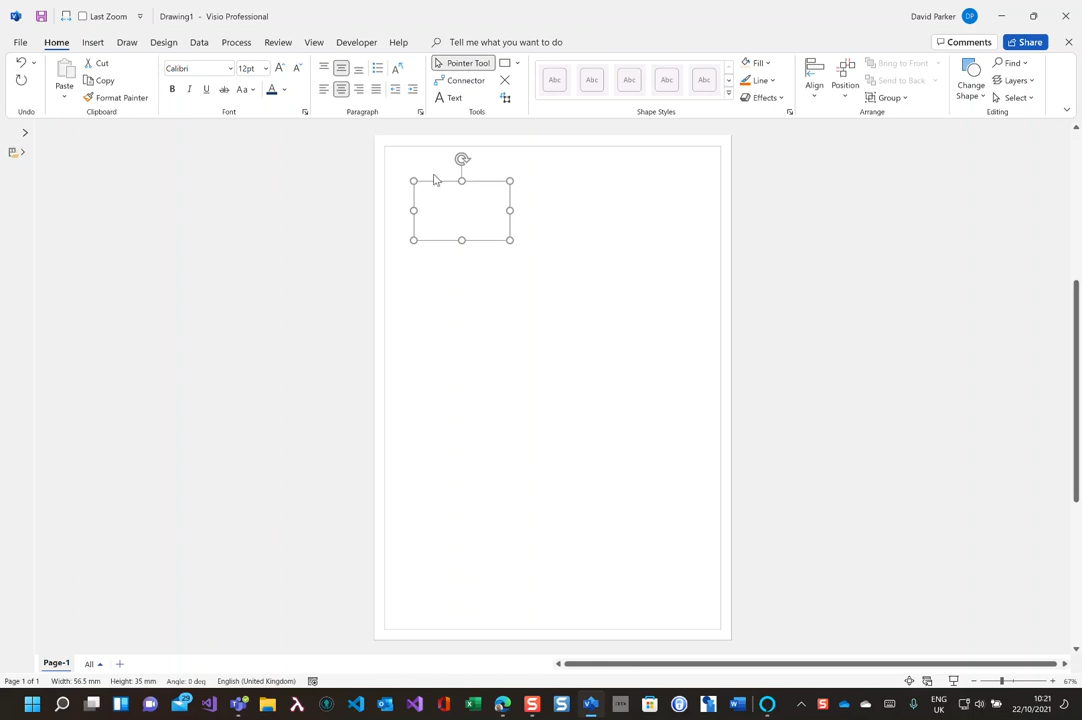 Last Zoom
Drawing1 - Visio Professional
David Parker
DP
File
Home
Insert
Draw
Design
Data
Process
Review
View
Developer
Help
Tell me what you want to do
Comments
Share
Undo
Paste
Cut
Copy
Format Painter
Clipboard
Calibri
12pt
B I U ab Aa A
Font
Paragraph
Pointer Tool
Connector
Text
Tools
Abc Abc Abc Abc Abc
Shape Styles
Fill
Line
Effects
Align
Position
Bring to Front
Send to Back
Group
Arrange
Change
Shape
Find
Layers
Select
Editing
Page-1
All
Page 1 of 1
Width: 56.5 mm
Height: 35 mm
Angle: 0 deg
English (United Kingdom)
67%
29
ENG
UK
10:21
22/10/2021